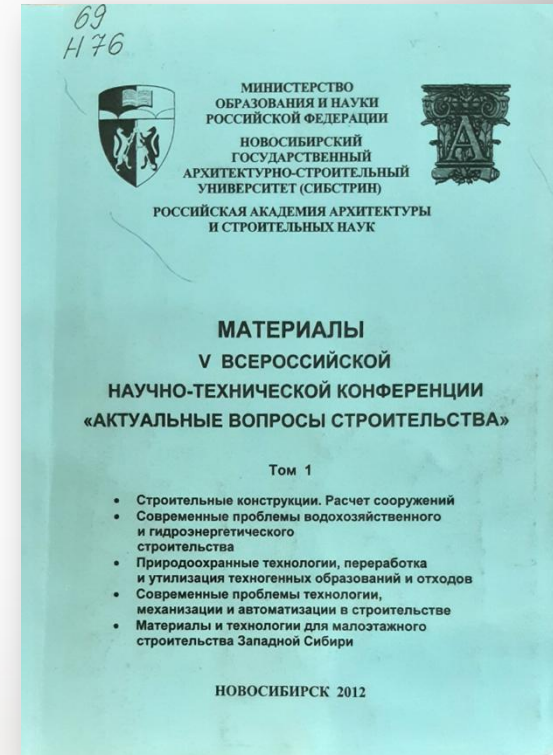 69
Н76
МИНИСТЕРСТВО
ОБРАЗОВАНИЯ И НАУКИ
РОССИЙСКОЙ ФЕДЕРАЦИИ
НОВОСИБИРСКИЙ
ГОСУДАРСТВЕННЫЙ
АРХИТЕКТУРНО-СТРОИТЕЛЬНЫЙ
УНИВЕРСИТЕТ (СИБСТРИН)
РОССИЙСКАЯ АКАДЕМИЯ АРХИТЕКТУРЫ
И СТРОИТЕЛЬНЫХ НАУК
А
МАТЕРИАЛЫ
V ВСЕРОССИЙСКОЙ
НАУЧНО-ТЕХНИЧЕСКОЙ КОНФЕРЕНЦИИ
«АКТУАЛЬНЫЕ ВОПРОСЫ СТРОИТЕЛЬСТВА»
Том 1
• Строительные конструкции. Расчет сооружений
• Современные проблемы водохозяйственного
и гидроэнергетического
строительства
• Природоохранные технологии, переработка
и утилизация техногенных образований и отходов
• Современные проблемы технологии,
механизации и автоматизации в строительстве
• Материалы и технологии для малоэтажного
строительства Западной Сибири
НОВОСИБИРСК 2012